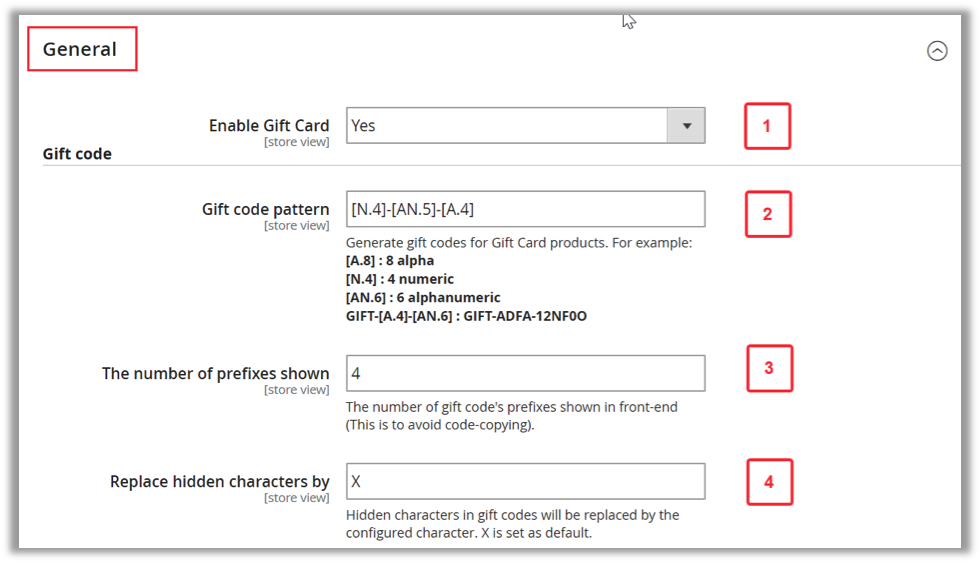 General
Enable Gift Card
Yes
1
[store view]
Gift code
Gift code pattern
[N.4]-[AN.5]-[A.4]
2
[store view]
Generate gift codes for Gift Card products. For example:
[A.8] : 8 alpha
[N.4] : 4 numeric
[AN.6] : 6 alphanumeric
GIFT-[A.4]-[AN.6] : GIFT-ADFA-12NF0O
The number of prefixes shown
4
3
[store view]
The number of gift code's prefixes shown in front-end
(This is to avoid code-copying).
Replace hidden characters by
X
4
[store view]
Hidden characters in gift codes will be replaced by the
configured character. X is set as default.